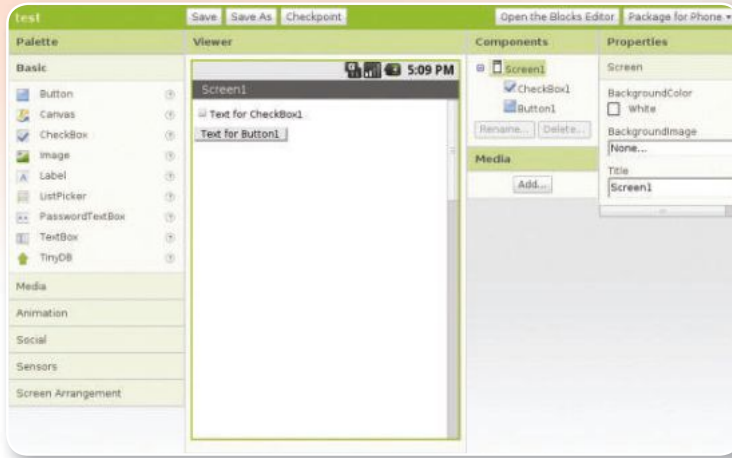 test
Save
Save As
Checkpoint
Open the Blocks Editor
Package for Phone
Palette
Basic
Button
Canvas
CheckBox
Image
Label
ListPicker
PasswordTextBox
TextBox
TinyDB
Media
Animation
Social
Sensors
Screen Arrangement
Viewer
5:09 PM
Screen1
Text for CheckBox1
Text for Button1
Components
Screen1
CheckBox1
Button1
Rename...
Delete...
Media
Add...
Properties
Screen
BackgroundColor
White
BackgroundImage
None...
Title
Screen1